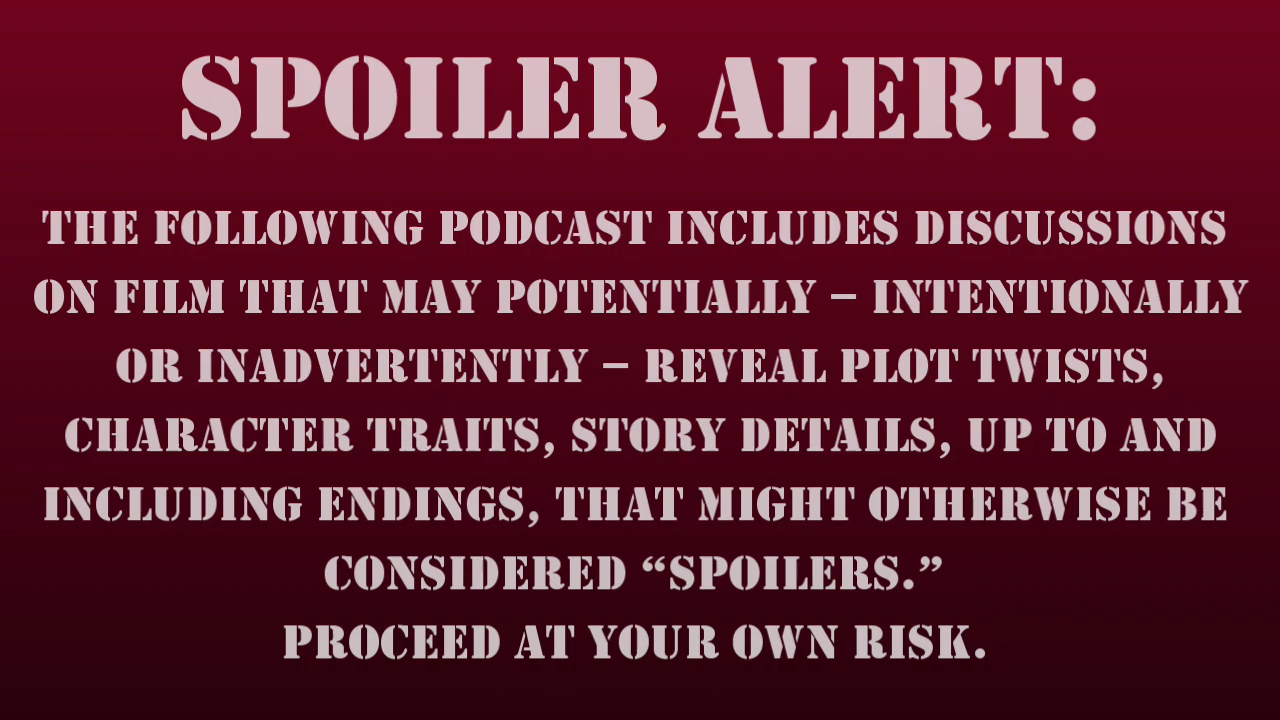 SPOILER ALERT:
THE FOLLOWING PODCAST INCLUDES DISCUSSIONS
ON FILM THAT MAY POTENTIALLY – INTENTIONALLY
OR INADVERTENTLY – REVEAL PLOT TWISTS,
CHARACTER TRAITS, STORY DETAILS, UP TO AND
INCLUDING ENDINGS, THAT MIGHT OTHERWISE BE
CONSIDERED “SPOILERS.”
PROCEED AT YOUR OWN RISK.